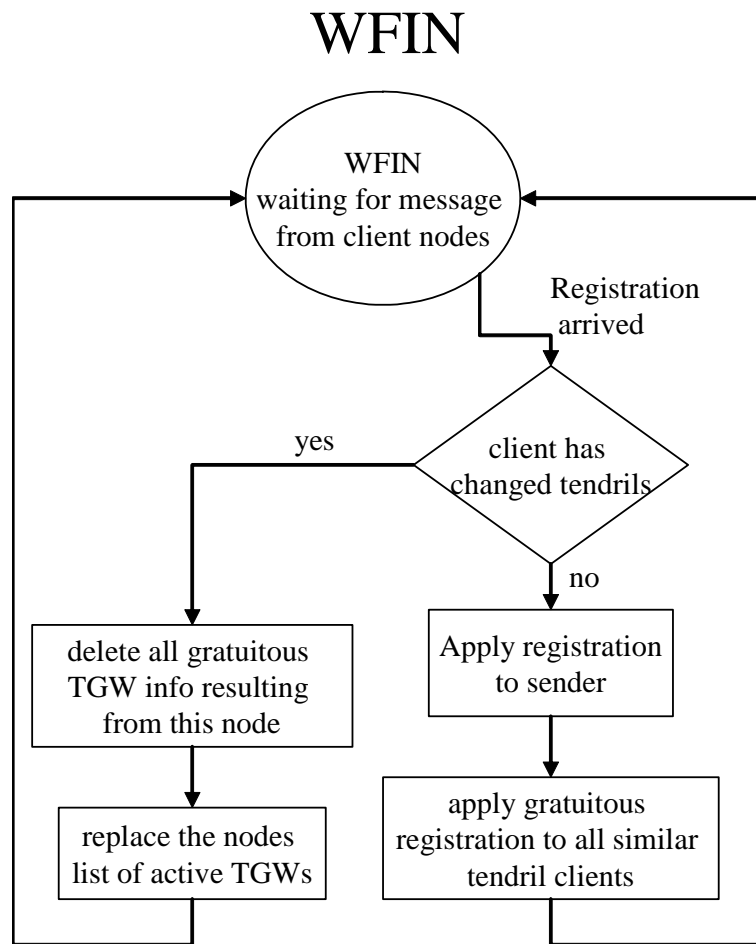 WFIN
WFIN
waiting for message
from client nodes
Registration
arrived
yes
client has
changed tendrils
no
delete all gratuitous
TGW info resulting
from this node
Apply registration
to sender
replace the nodes
list of active TGWs
apply gratuitous
registration to all similar
tendril clients